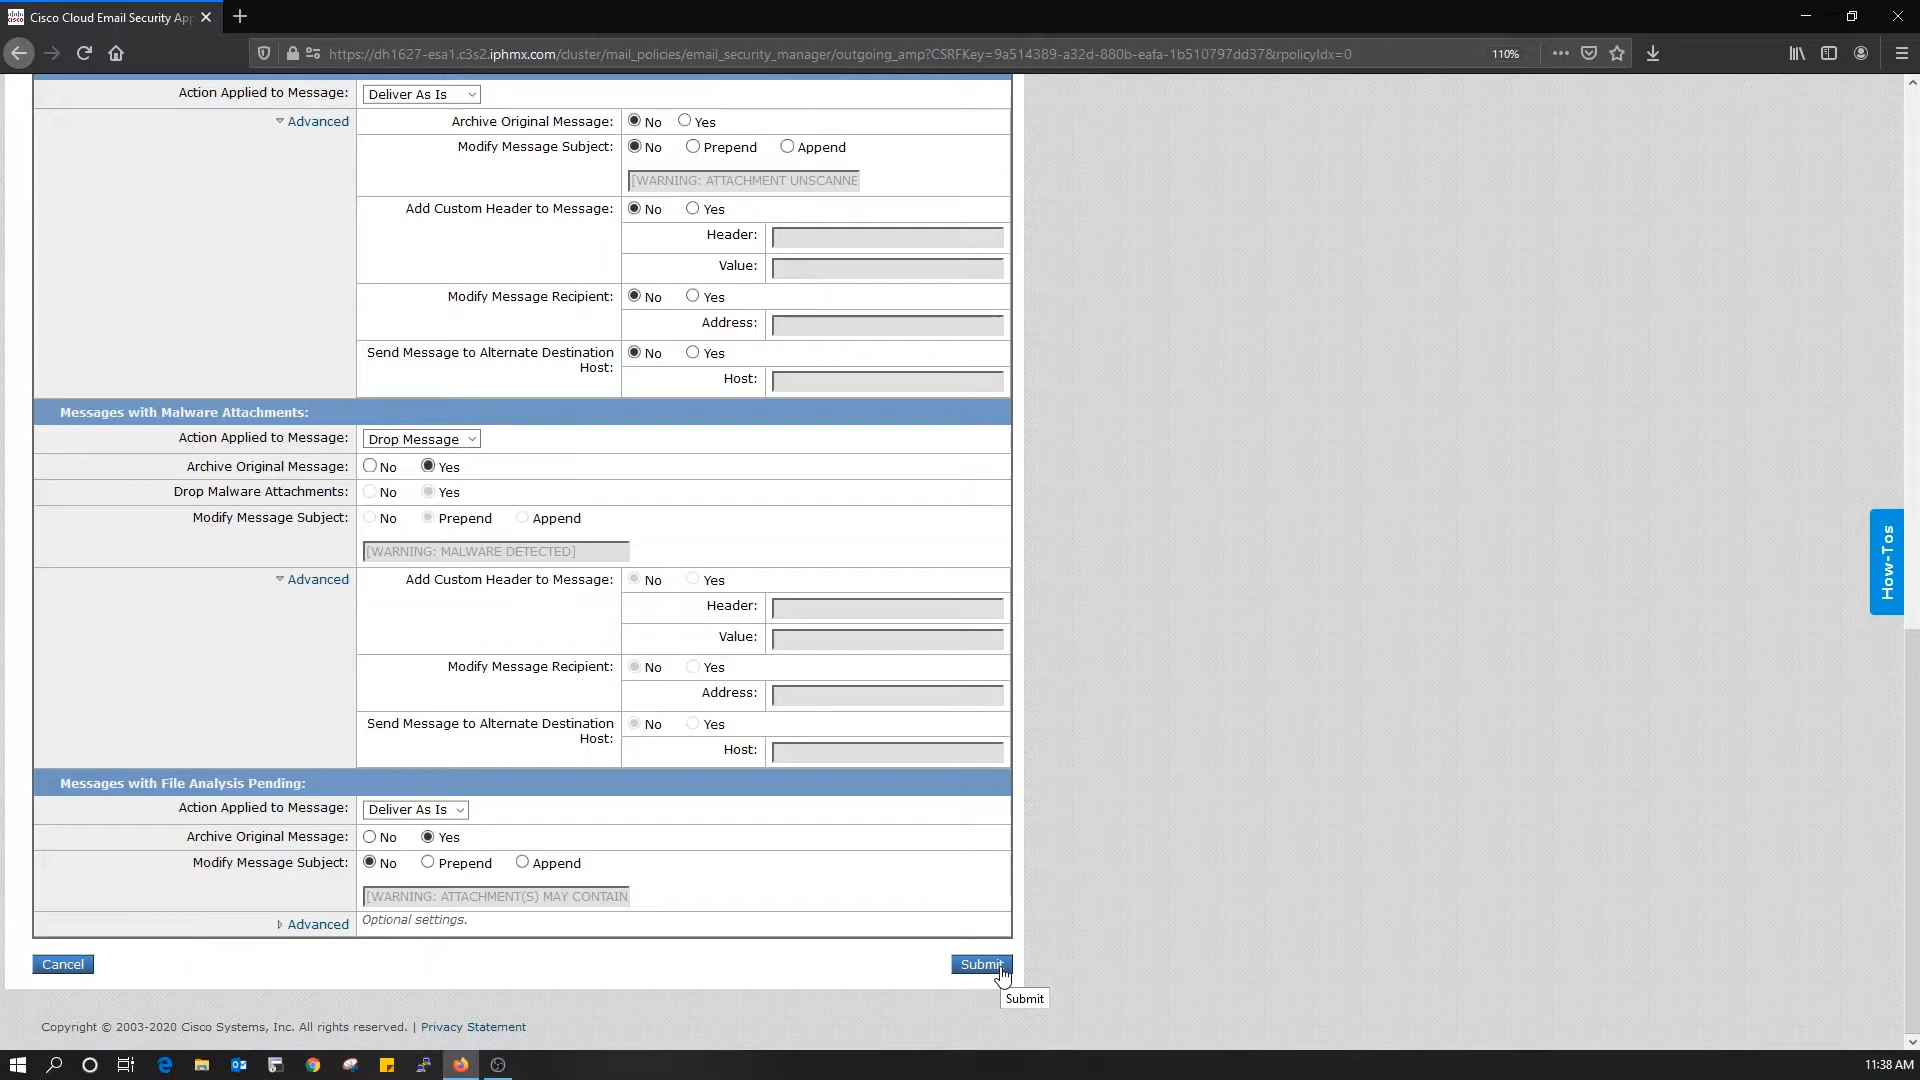 Cisco Cloud Email Security App
https://dh1627-esa1.c3s2.iphmx.com/cluster/mail_policies/email_security_manager/outgoing_amp?CSRFKey=9a514389-a32d-880b-eafa-1b510797dd37&rpolicyIdx=1
110%
Action Applied to Message: Deliver As Is
Advanced
Archive Original Message: No Yes
Modify Message Subject: No Prepend Append
[WARNING: ATTACHMENT UNSCANNE
Add Custom Header to Message: No Yes
Header:
Value:
Modify Message Recipient: No Yes
Address:
Send Message to Alternate Destination Host: No Yes
Host:
Messages with Malware Attachments:
Action Applied to Message: Drop Message
Archive Original Message: No Yes
Drop Malware Attachments: No Yes
Modify Message Subject: No Prepend Append
[WARNING: MALWARE DETECTED]
Advanced
Add Custom Header to Message: No Yes
Header:
Value:
Modify Message Recipient: No Yes
Address:
Send Message to Alternate Destination Host: No Yes
Host:
Messages with File Analysis Pending:
Action Applied to Message: Deliver As Is
Archive Original Message: No Yes
Modify Message Subject: No Prepend Append
[WARNING: ATTACHMENT(S) MAY CONTAIN
Advanced Optional settings.
Cancel Submit
Submit
How-Tos
Copyright © 2003-2020 Cisco Systems, Inc. All rights reserved. | Privacy Statement
11:38 AM